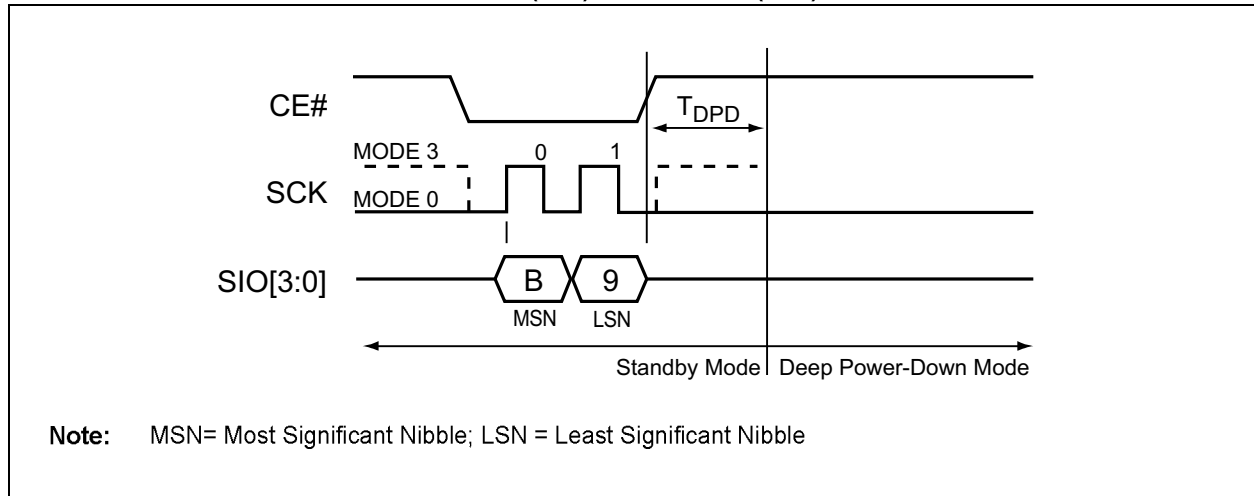 CE#
TDPD
MODE 3
0 1
SCK
MODE 0
SIO[3:0]
B 9
MSN LSN
Standby Mode Deep Power-Down Mode
Note: MSN= Most Significant Nibble; LSN = Least Significant Nibble